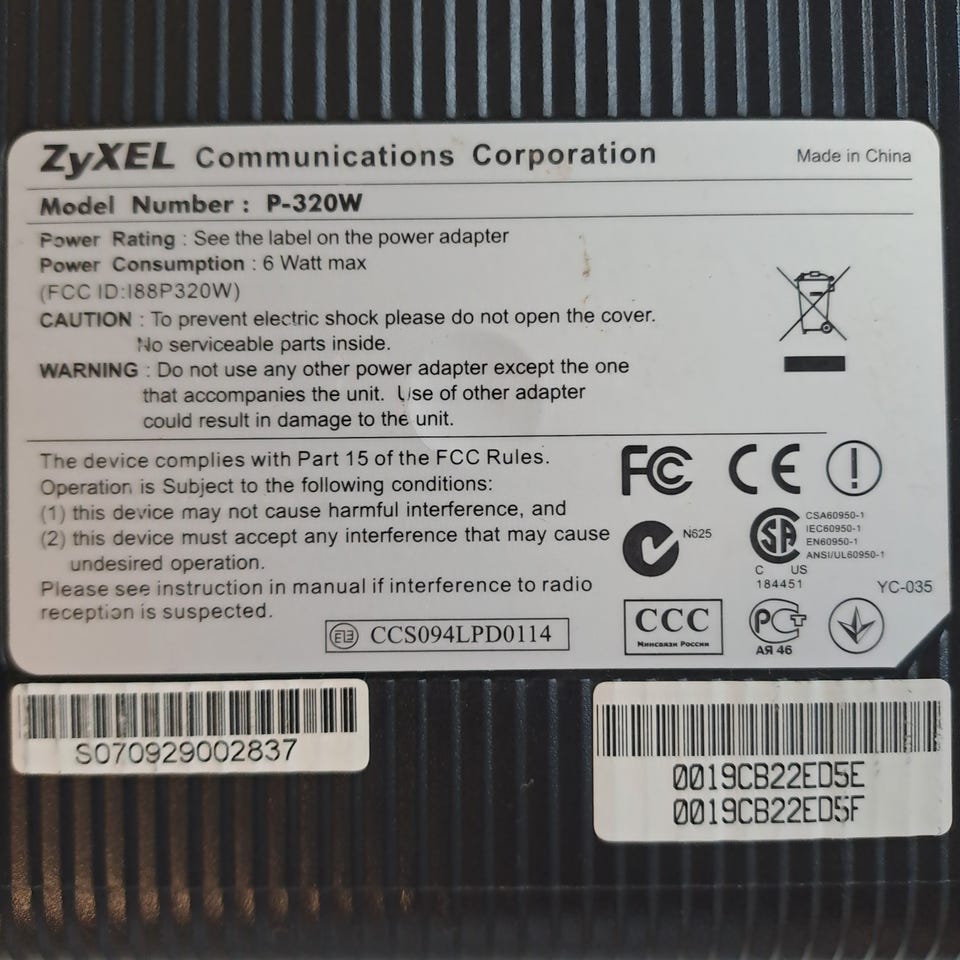 ZyXEL Communications Corporation
Made in China
Model Number : P-320W
Power Rating : See the label on the power adapter
Power Consumption : 6 Watt max
(FCC ID:I88P320W)
CAUTION : To prevent electric shock please do not open the cover.
No serviceable parts inside.
WARNING : Do not use any other power adapter except the one
that accompanies the unit. Use of other adapter
could result in damage to the unit.
The device complies with Part 15 of the FCC Rules.
Operation is Subject to the following conditions:
(1) this device may not cause harmful interference, and
(2) this device must accept any interference that may cause
undesired operation.
Please see instruction in manual if interference to radio
reception is suspected.
FC CE !
N625
SA
C US
184451
CSA60950-1
IEC60950-1
EN60950-1
ANSI/UL60950-1
YC-035
CCS094LPD0114
CCC
Минсвязи России
РСТ
АЯ 46
S070929002837
0019CB22ED5E
0019CB22ED5F